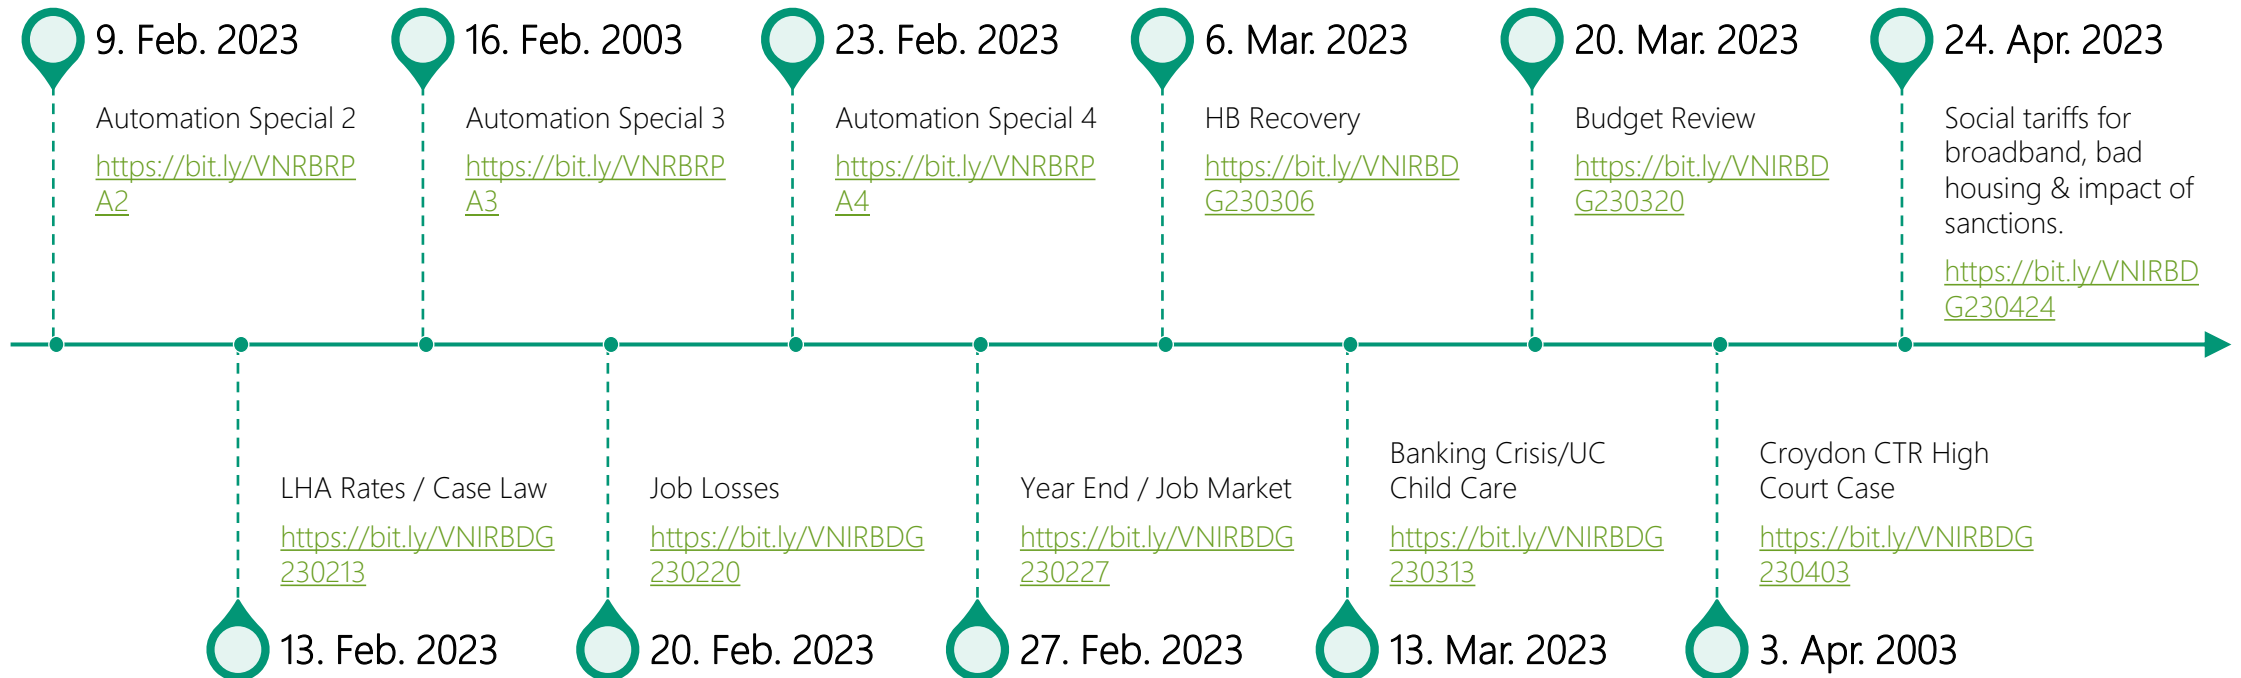 9. Feb. 2023
Automation Special 2
https://bit.ly/VNRBRP
A2
13. Feb. 2023
LHA Rates / Case Law
https://bit.ly/VNIRBDG
230213
16. Feb. 2003
Automation Special 3
https://bit.ly/VNRBRP
A3
20. Feb. 2023
Job Losses
https://bit.ly/VNIRBDG
230220
23. Feb. 2023
Automation Special 4
https://bit.ly/VNRBRP
A4
27. Feb. 2023
Year End / Job Market
https://bit.ly/VNIRBDG
230227
6. Mar. 2023
HB Recovery
https://bit.ly/VNIRBD
G230306
13. Mar. 2023
Banking Crisis/UC
Child Care
https://bit.ly/VNIRBDG
230313
20. Mar. 2023
Budget Review
https://bit.ly/VNIRBD
G230320
3. Apr. 2003
Croydon CTR High
Court Case
https://bit.ly/VNIRBDG
230403
24. Apr. 2023
Social tariffs for
broadband, bad
housing & impact of
sanctions.
https://bit.ly/VNIRBD
G230424